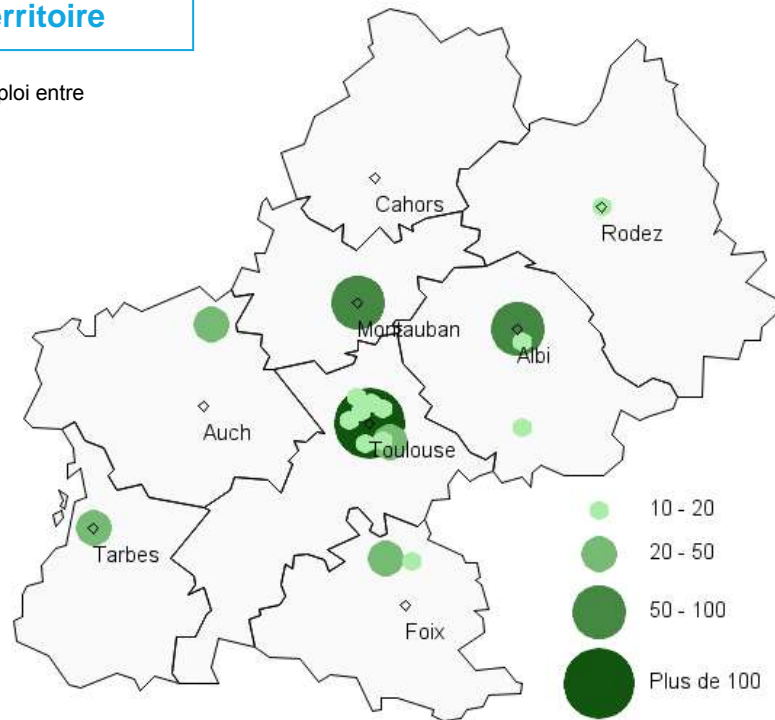 erritoire
ploi entre
Cahors
Rodez
Montauban
Albi
Auch
Toulouse
10 - 20
20 - 50
Tarbes
50 - 100
Foix
Plus de 100